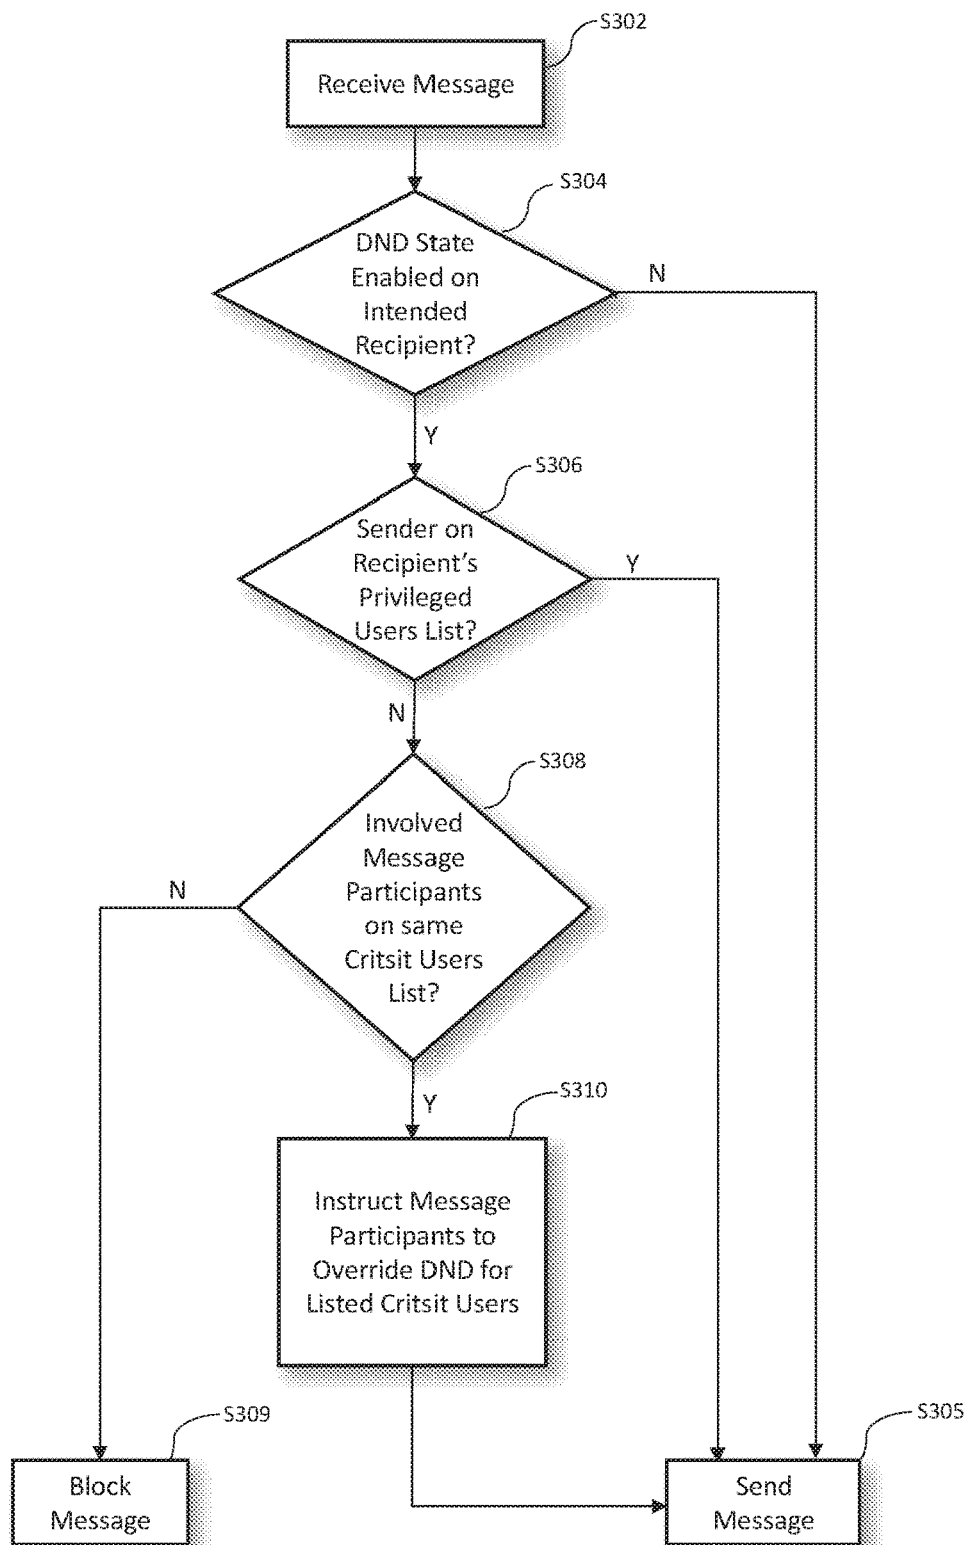 S302
Receive Message
S304
DND State
Enabled on
Intended
Recipient?
N
Y
S306
Sender on
Recipient's
Privileged
Users List?
Y
N
S308
Involved
Message
Participants
on same
Critsit Users
List?
N
Y
S310
Instruct Message
Participants to
Override DND for
Listed Critsit Users
S309
Block
Message
S305
Send
Message